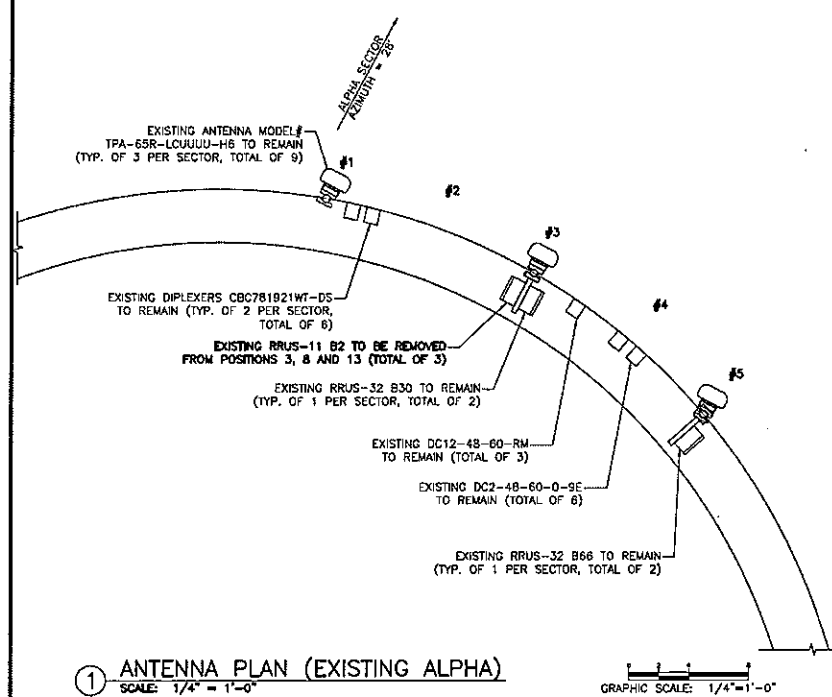 ALPHA SECTOR
AZIMUTH = 28°
EXISTING ANTENNA MODEL#
TPA-65R-LCUUUU-H6 TO REMAIN
(TYP. OF 3 PER SECTOR, TOTAL OF 9)
#1
#2
#3
#4
#5
EXISTING DIPLEXERS CBC781921WT-DS
TO REMAIN (TYP. OF 2 PER SECTOR,
TOTAL OF 6)
EXISTING RRUS-11 B2 TO BE REMOVED
FROM POSITIONS 3, 8 AND 13 (TOTAL OF 3)
EXISTING RRUS-32 B30 TO REMAIN
(TYP. OF 1 PER SECTOR, TOTAL OF 2)
EXISTING DC12-48-60-RM
TO REMAIN (TOTAL OF 3)
EXISTING DC2-48-60-0-9E
TO REMAIN (TOTAL OF 6)
EXISTING RRUS-32 B66 TO REMAIN
(TYP. OF 1 PER SECTOR, TOTAL OF 2)
1 ANTENNA PLAN (EXISTING ALPHA)
SCALE: 1/4" = 1'-0"
GRAPHIC SCALE: 1/4"=1'-0"